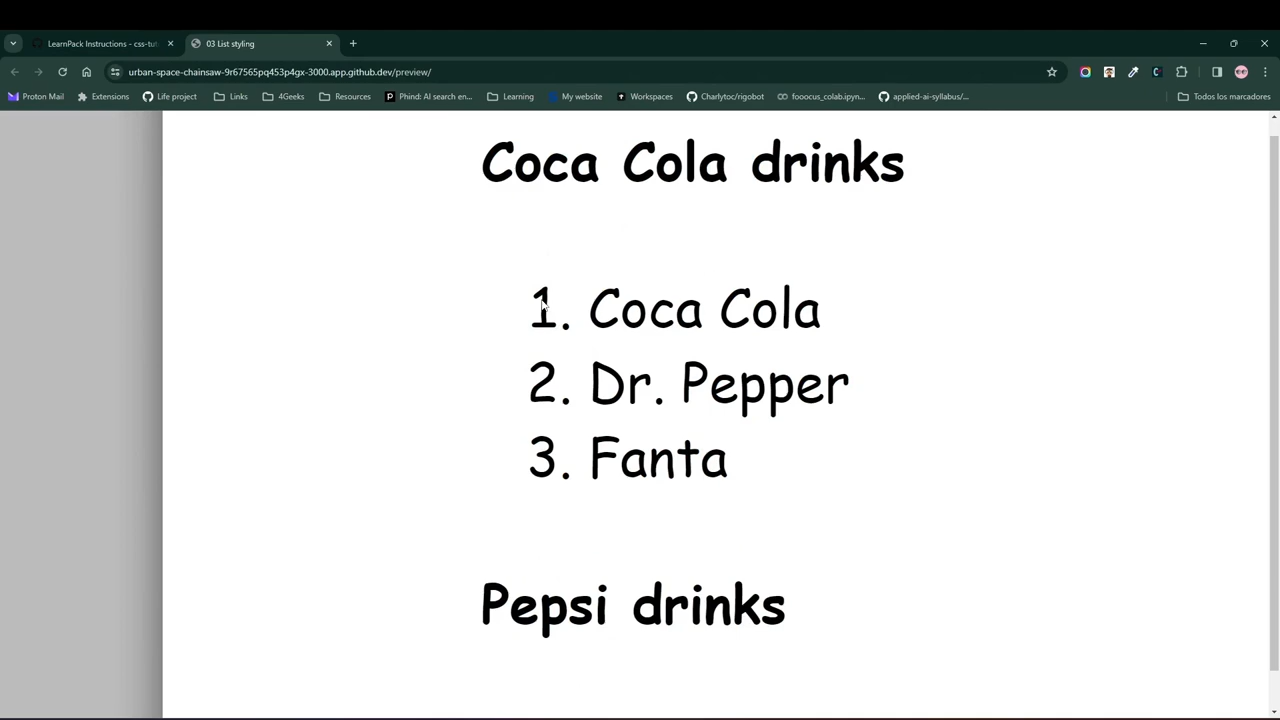 LearnPack Instructions - css-tut
03 List styling
urban-space-chainsaw-9r67565pq453p4gx-3000.app.github.dev/preview/
Proton Mail Extensions Life project Links 4Geeks Resources Phind: AI search en... Learning My website Workspaces Charlytoc/rigobot fooocus_colab.ipyn... applied-ai-syllabus/... Todos los marcadores
Coca Cola drinks
1. Coca Cola
2. Dr. Pepper
3. Fanta
Pepsi drinks